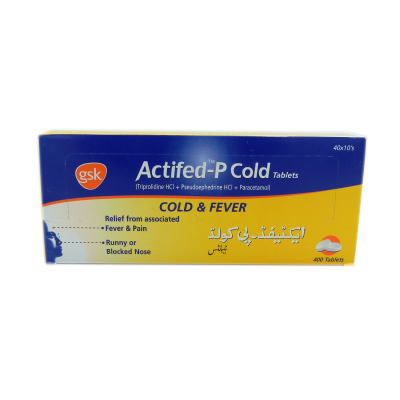 40x10's
gsk
Actifed™-P Cold Tablets
(Triprolidine HCl + Pseudoephedrine HCl + Paracetamol)
COLD & FEVER
Relief from associated
Fever & Pain
Runny or
Blocked Nose
ایکٹیفیڈ-پی کولڈ
ٹیبلٹس
400 Tablets